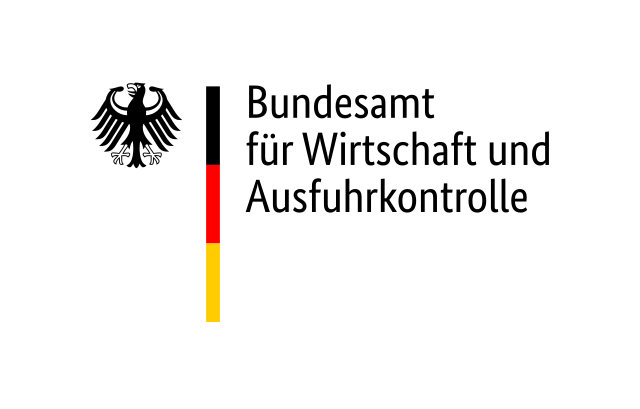 Bundesamt
für Wirtschaft und
Ausfuhrkontrolle